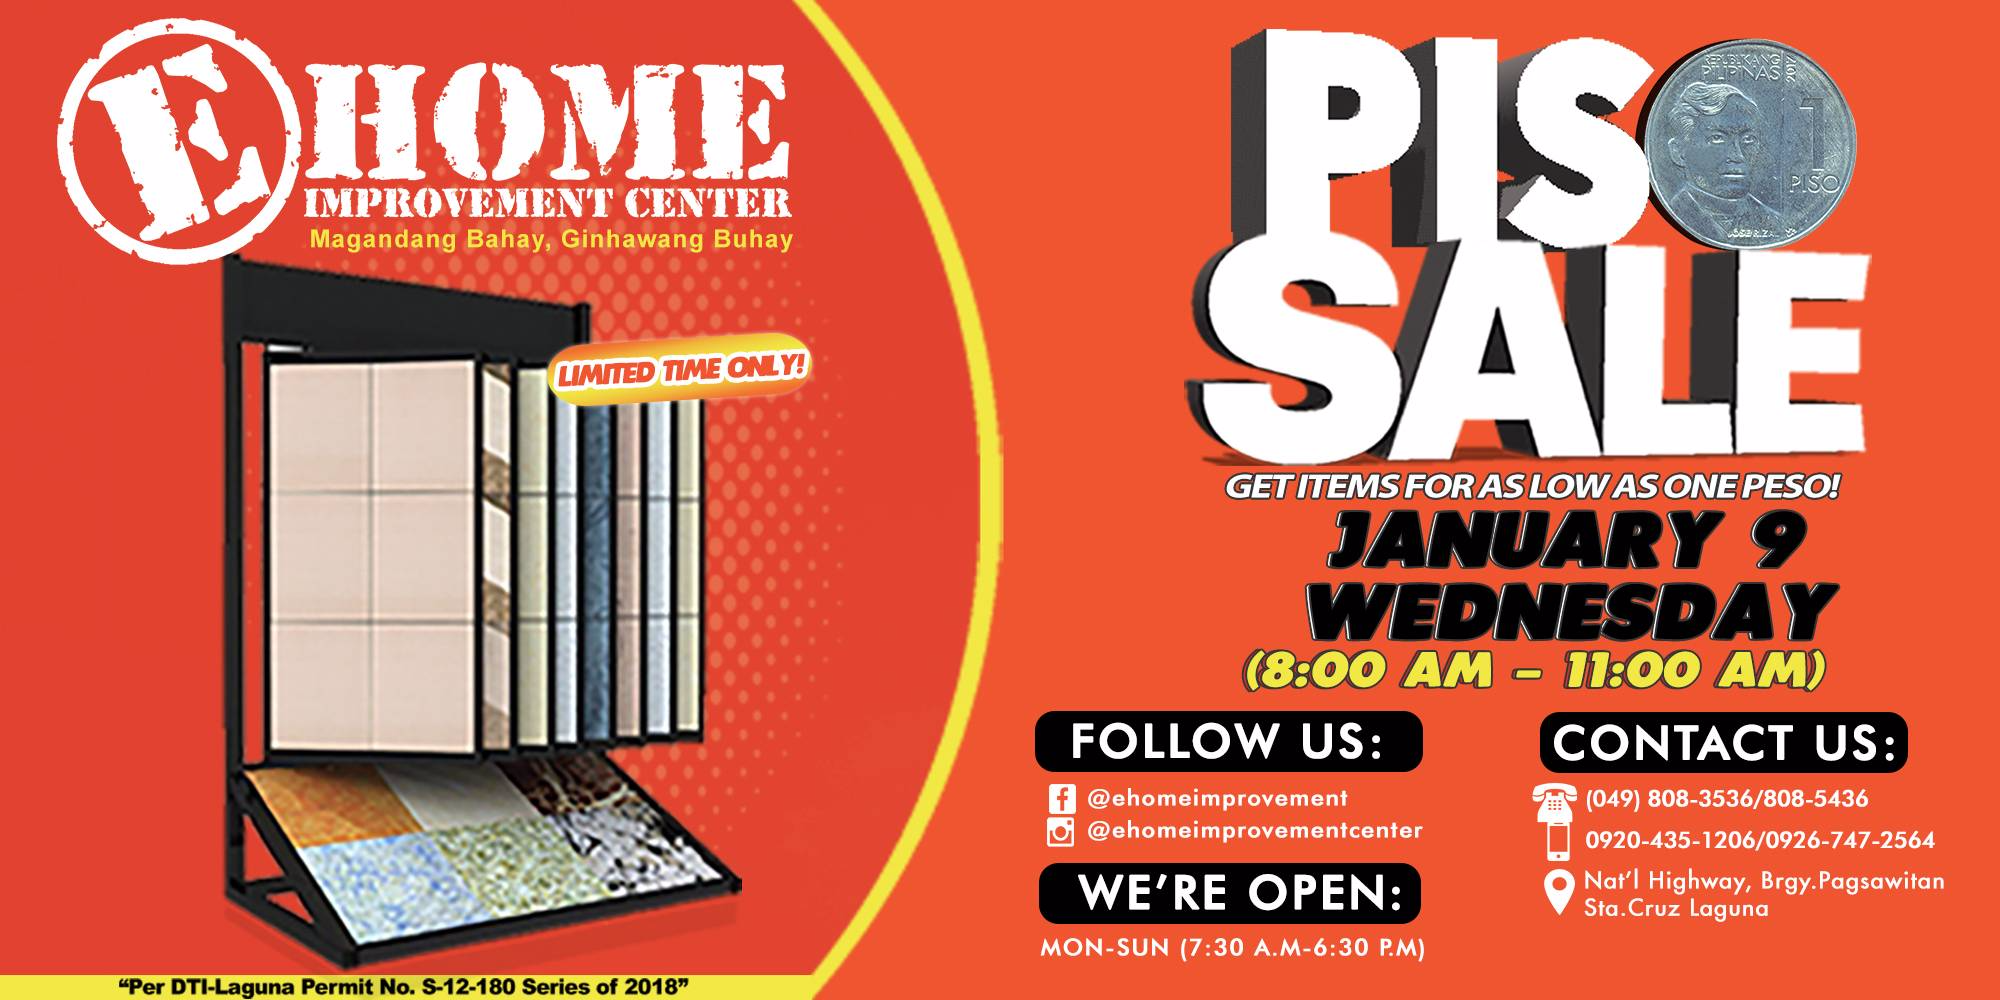 E HOME
IMPROVEMENT CENTER
Magandang Bahay, Ginhawang Buhay
LIMITED TIME ONLY!
"Per DTI-Laguna Permit No. S-12-180 Series of 2018"
PISO
REPUBLIKA NG
PILIPINAS
2017
1
PISO
JOSE RIZAL
SALE
GET ITEMS FOR AS LOW AS ONE PESO!
JANUARY 9
WEDNESDAY
(8:00 AM – 11:00 AM)
FOLLOW US:
@ehomeimprovement
@ehomeimprovementcenter
WE'RE OPEN:
MON-SUN (7:30 A.M-6:30 P.M)
CONTACT US:
(049) 808-3536/808-5436
0920-435-1206/0926-747-2564
Nat'l Highway, Brgy.Pagsawitan
Sta.Cruz Laguna